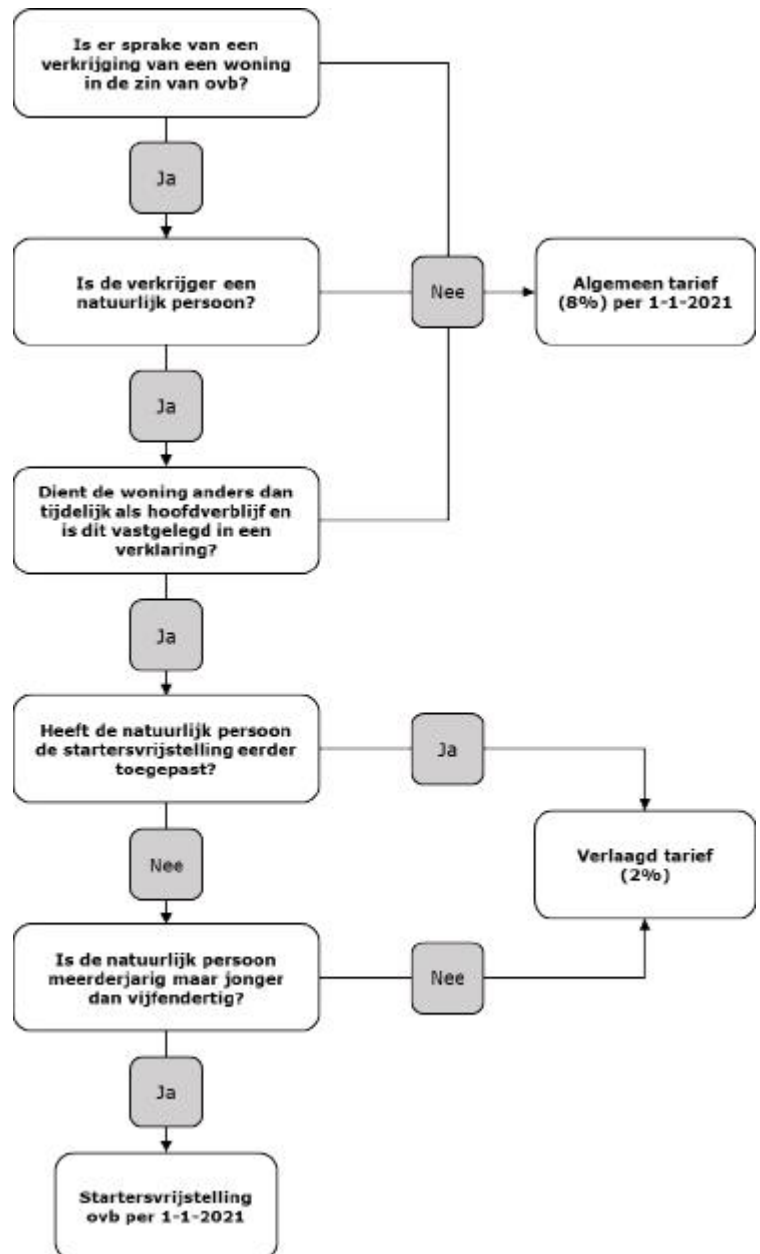 Is er sprake van een
verkrijging van een woning
in de zin van ovb?
Ja
Is de verkrijger een
natuurlijk persoon?
Nee
Algemeen tarief
(8%) per 1-1-2021
Ja
Dient de woning anders dan
tijdelijk als hoofdverblijf en
is dit vastgelegd in een
verklaring?
Ja
Heeft de natuurlijk persoon
de startersvrijstelling eerder
toegepast?
Ja
Verlaagd tarief
(2%)
Nee
Is de natuurlijk persoon
meerderjarig maar jonger
dan vijfendertig?
Nee
Ja
Startersvrijstelling
ovb per 1-1-2021